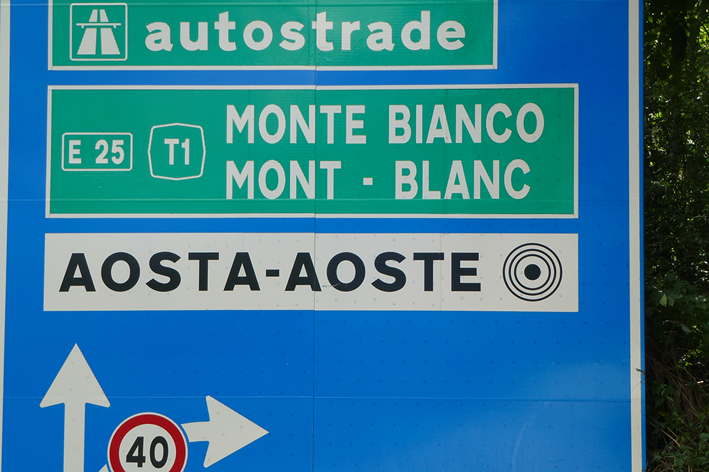 autostrade
E 25 T1 MONTE BIANCO
MONT - BLANC
AOSTA-AOSTE
40